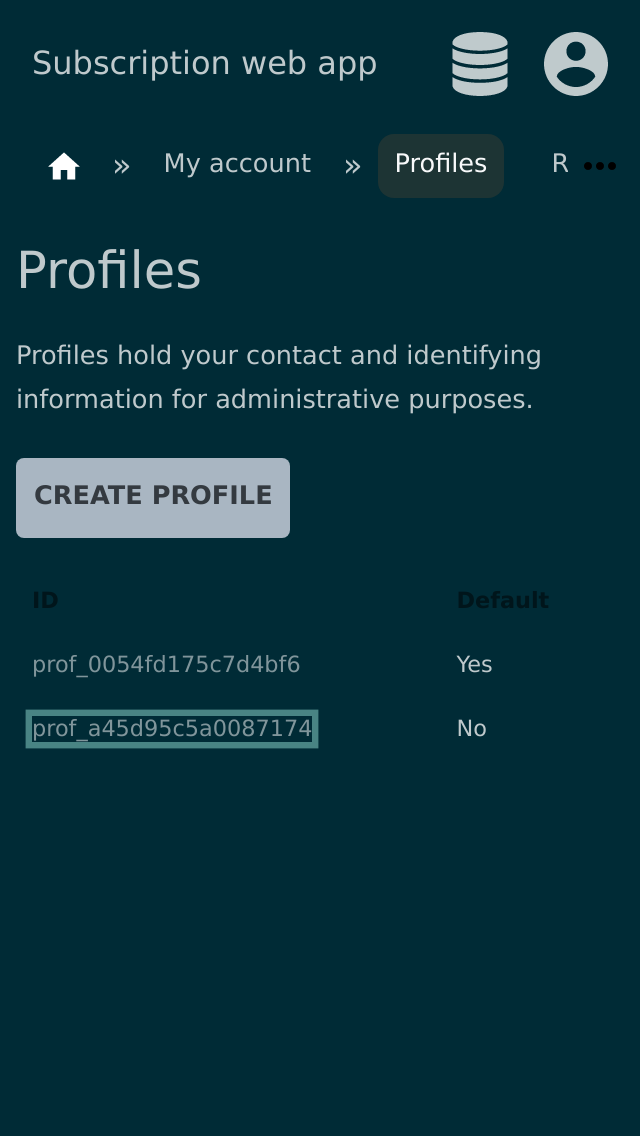 Subscription web app
» My account » Profiles R •••
Profiles
Profiles hold your contact and identifying
information for administrative purposes.
CREATE PROFILE
ID Default
prof_0054fd175c7d4bf6 Yes
prof_a45d95c5a0087174 No